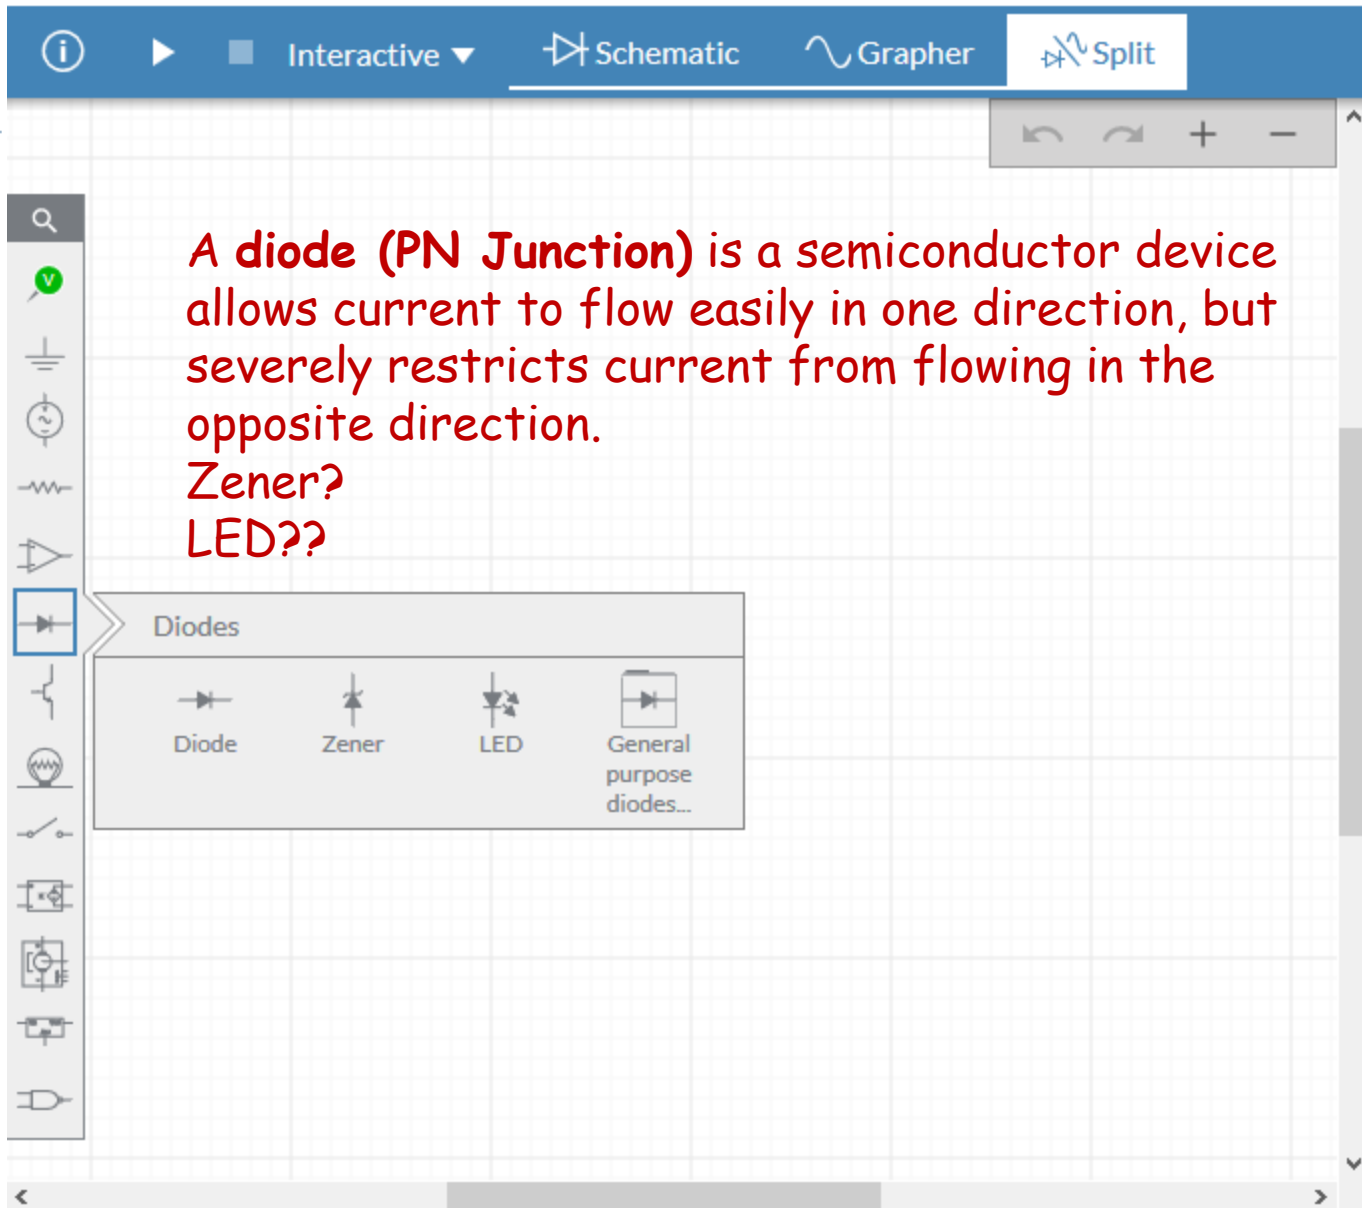 Interactive Schematic Grapher Split
V
A diode (PN Junction) is a semiconductor device
allows current to flow easily in one direction, but
severely restricts current from flowing in the
opposite direction.
Zener?
LED??
Diodes
Diode Zener LED General
purpose
diodes...